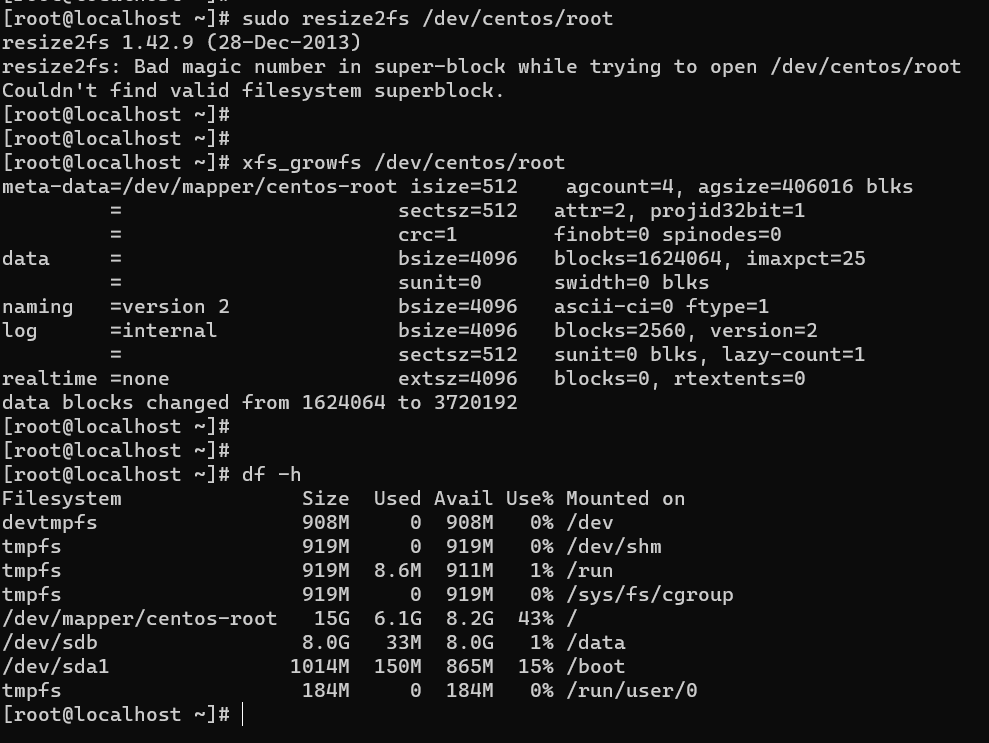 [root@localhost ~]# sudo resize2fs /dev/centos/root
resize2fs 1.42.9 (28-Dec-2013)
resize2fs: Bad magic number in super-block while trying to open /dev/centos/root
Couldn't find valid filesystem superblock.
[root@localhost ~]#
[root@localhost ~]#
[root@localhost ~]# xfs_growfs /dev/centos/root
meta-data=/dev/mapper/centos-root isize=512    agcount=4, agsize=406016 blks
         =                       sectsz=512   attr=2, projid32bit=1
         =                       crc=1        finobt=0 spinodes=0
data     =                       bsize=4096   blocks=1624064, imaxpct=25
         =                       sunit=0      swidth=0 blks
naming   =version 2              bsize=4096   ascii-ci=0 ftype=1
log      =internal               bsize=4096   blocks=2560, version=2
         =                       sectsz=512   sunit=0 blks, lazy-count=1
realtime =none                   extsz=4096   blocks=0, rtextents=0
data blocks changed from 1624064 to 3720192
[root@localhost ~]#
[root@localhost ~]#
[root@localhost ~]# df -h
Filesystem               Size  Used Avail Use% Mounted on
devtmpfs                 908M     0  908M   0% /dev
tmpfs                    919M     0  919M   0% /dev/shm
tmpfs                    919M  8.6M  911M   1% /run
tmpfs                    919M     0  919M   0% /sys/fs/cgroup
/dev/mapper/centos-root   15G  6.1G  8.2G  43% /
/dev/sdb                 8.0G   33M  8.0G   1% /data
/dev/sda1               1014M  150M  865M  15% /boot
tmpfs                    184M     0  184M   0% /run/user/0
[root@localhost ~]#